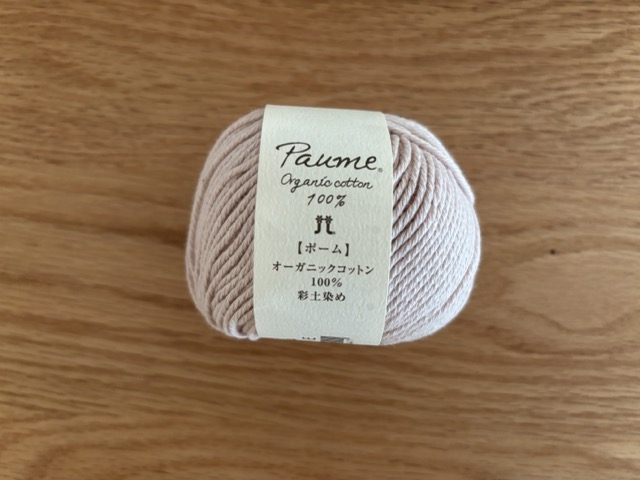 Paume®
Organic cotton
100%
【ポーム】
オーガニックコットン
100%
彩土染め